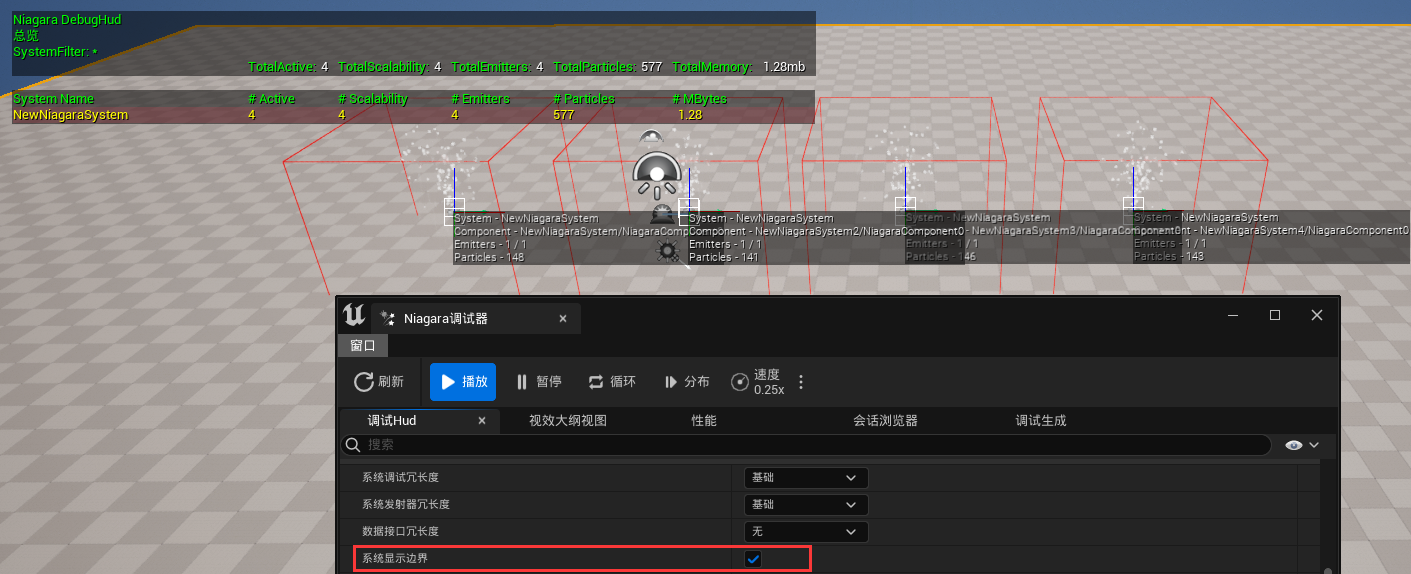 Niagara DebugHud
总览
SystemFilter: *
TotalActive: 4 TotalScalability: 4 TotalEmitters: 4 TotalParticles: 577 TotalMemory: 1.28mb
System Name # Active # Scalability # Emitters # Particles # MBytes
NewNiagaraSystem 4 4 4 577 1.28
System - NewNiagaraSystem System - NewNiagaraSystem System - NewNiagaraSystem System - NewNiagaraSystem
Component - NewNiagaraSystem/NiagaraComp Component - NewNiagaraSystem2/NiagaraComponent0 - NewNiagaraSystem3/NiagaraComponent0 - NewNiagaraSystem4/NiagaraComponent0
Emitters - 1 / 1 Emitters - 1 / 1 Emitters - 1 / 1 Emitters - 1 / 1
Particles - 148 Particles - 141 Particles - 146 Particles - 143
Niagara调试器
窗口
刷新 播放 暂停 循环 分布 速度
0.25x
调试Hud 视效大纲视图 性能 会话浏览器 调试生成
搜索
系统调试冗长度 基础
系统发射器冗长度 基础
数据接口冗长度 无
系统显示边界